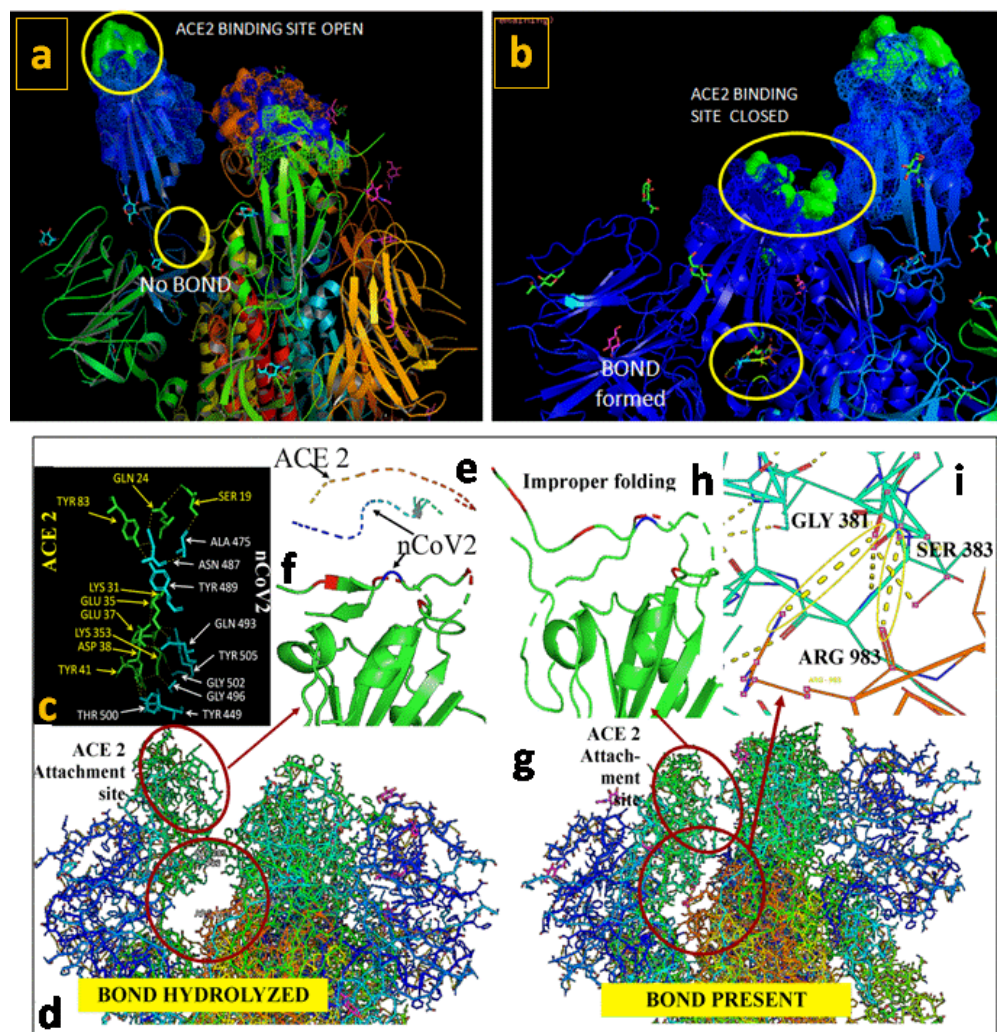 a
ACE2 BINDING SITE OPEN
No BOND
b
ACE2 BINDING
SITE CLOSED
BOND
formed
ACE 2
nCoV2
GLN 24
SER 19
TYR 83
ALA 475
ASN 487
TYR 489
LYS 31
GLU 35
GLU 37
GLN 493
LYS 353
ASP 38
TYR 505
TYR 41
GLY 502
GLY 496
THR 500
TYR 449
c
ACE 2
e
nCoV2
f
Improper folding
h
i
GLY 381
SER 383
ARG 983
ACE 2
Attachment
site
BOND HYDROLYZED
d
ACE 2
Attach-
ment
site
g
BOND PRESENT